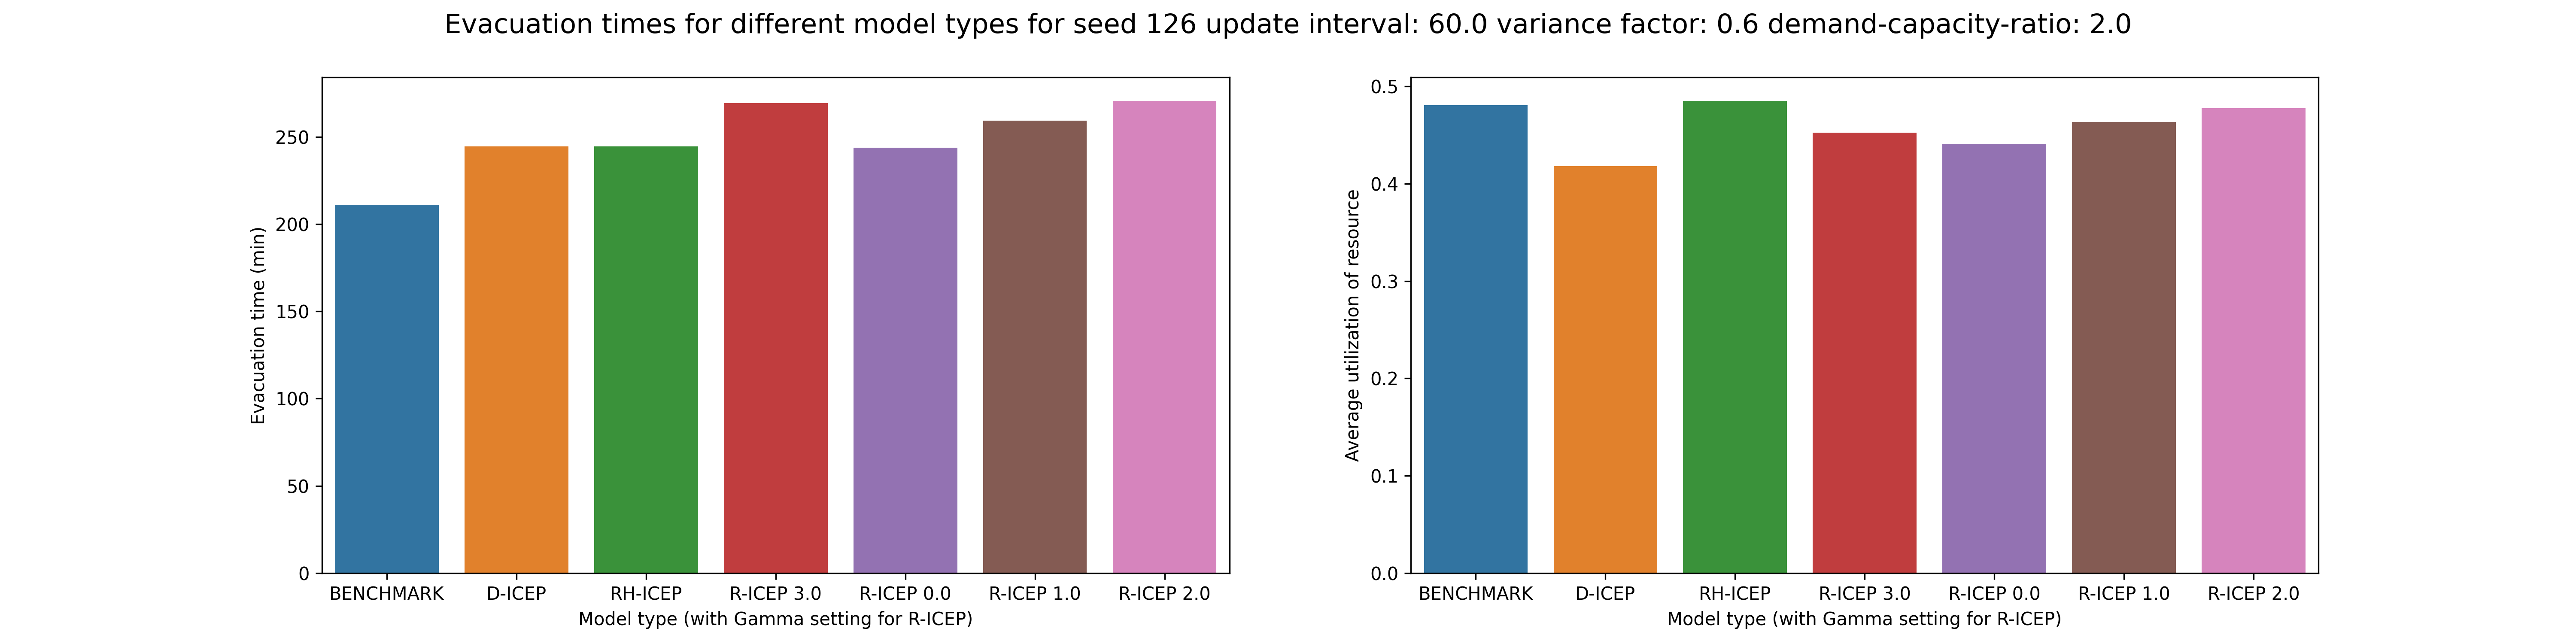 Evacuation times for different model types for seed 126 update interval: 60.0 variance factor: 0.6 demand-capacity-ratio: 2.0
Evacuation time (min)
250
200
150
100
50
0
BENCHMARK D-ICEP RH-ICEP R-ICEP 3.0 R-ICEP 0.0 R-ICEP 1.0 R-ICEP 2.0
Model type (with Gamma setting for R-ICEP)
Average utilization of resource
0.5
0.4
0.3
0.2
0.1
0.0
BENCHMARK D-ICEP RH-ICEP R-ICEP 3.0 R-ICEP 0.0 R-ICEP 1.0 R-ICEP 2.0
Model type (with Gamma setting for R-ICEP)